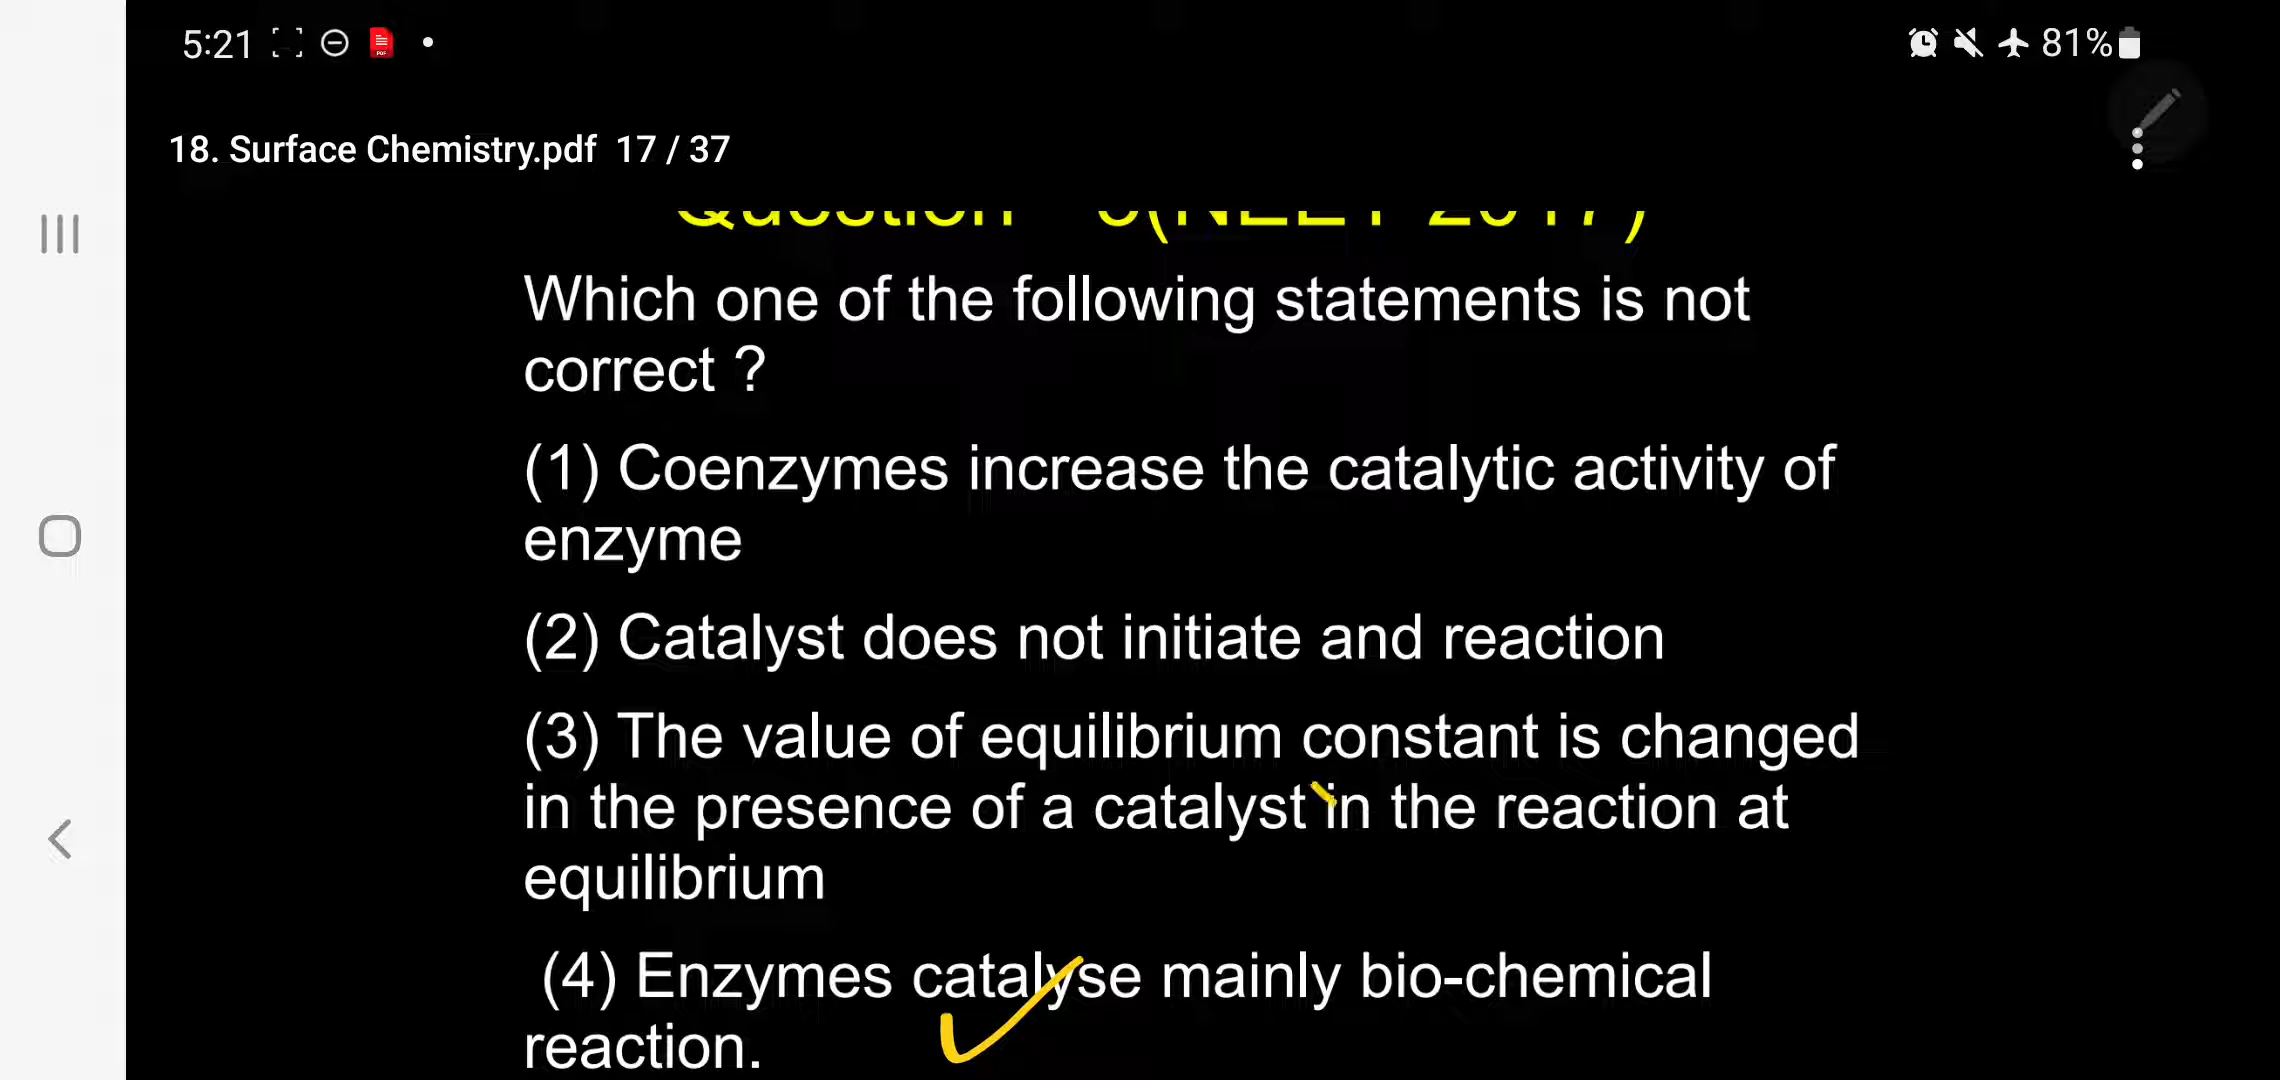 5:21
81%
18. Surface Chemistry.pdf 17 / 37
Which one of the following statements is not
correct ?
(1) Coenzymes increase the catalytic activity of
enzyme
(2) Catalyst does not initiate and reaction
(3) The value of equilibrium constant is changed
in the presence of a catalyst in the reaction at
equilibrium
(4) Enzymes catalyse mainly bio-chemical
reaction.